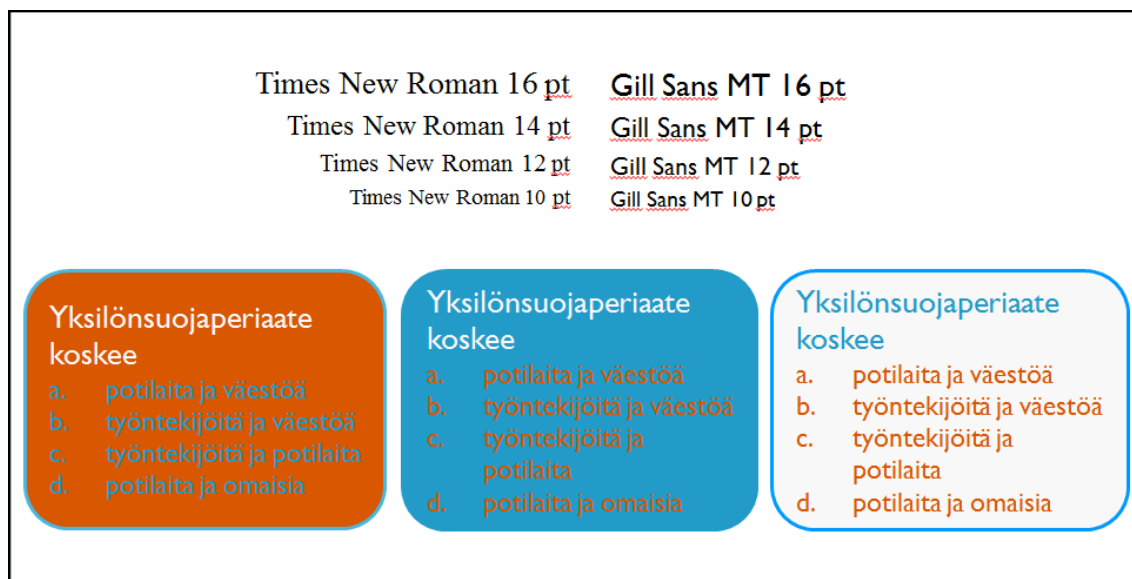 Times New Roman 16 pt
Gill Sans MT 16 pt
Times New Roman 14 pt
Gill Sans MT 14 pt
Times New Roman 12 pt
Gill Sans MT 12 pt
Times New Roman 10 pt
Gill Sans MT 10 pt
Yksilönsuojaperiaate
koskee
a. potilaita ja väestöä
b. työntekijöitä ja väestöä
c. työntekijöitä ja potilaita
d. potilaita ja omaisia
Yksilönsuojaperiaate
koskee
a. potilaita ja väestöä
b. työntekijöitä ja väestöä
c. työntekijöitä ja
potilaita
d. potilaita ja omaisia
Yksilönsuojaperiaate
koskee
a. potilaita ja väestöä
b. työntekijöitä ja väestöä
c. työntekijöitä ja
potilaita
d. potilaita ja omaisia